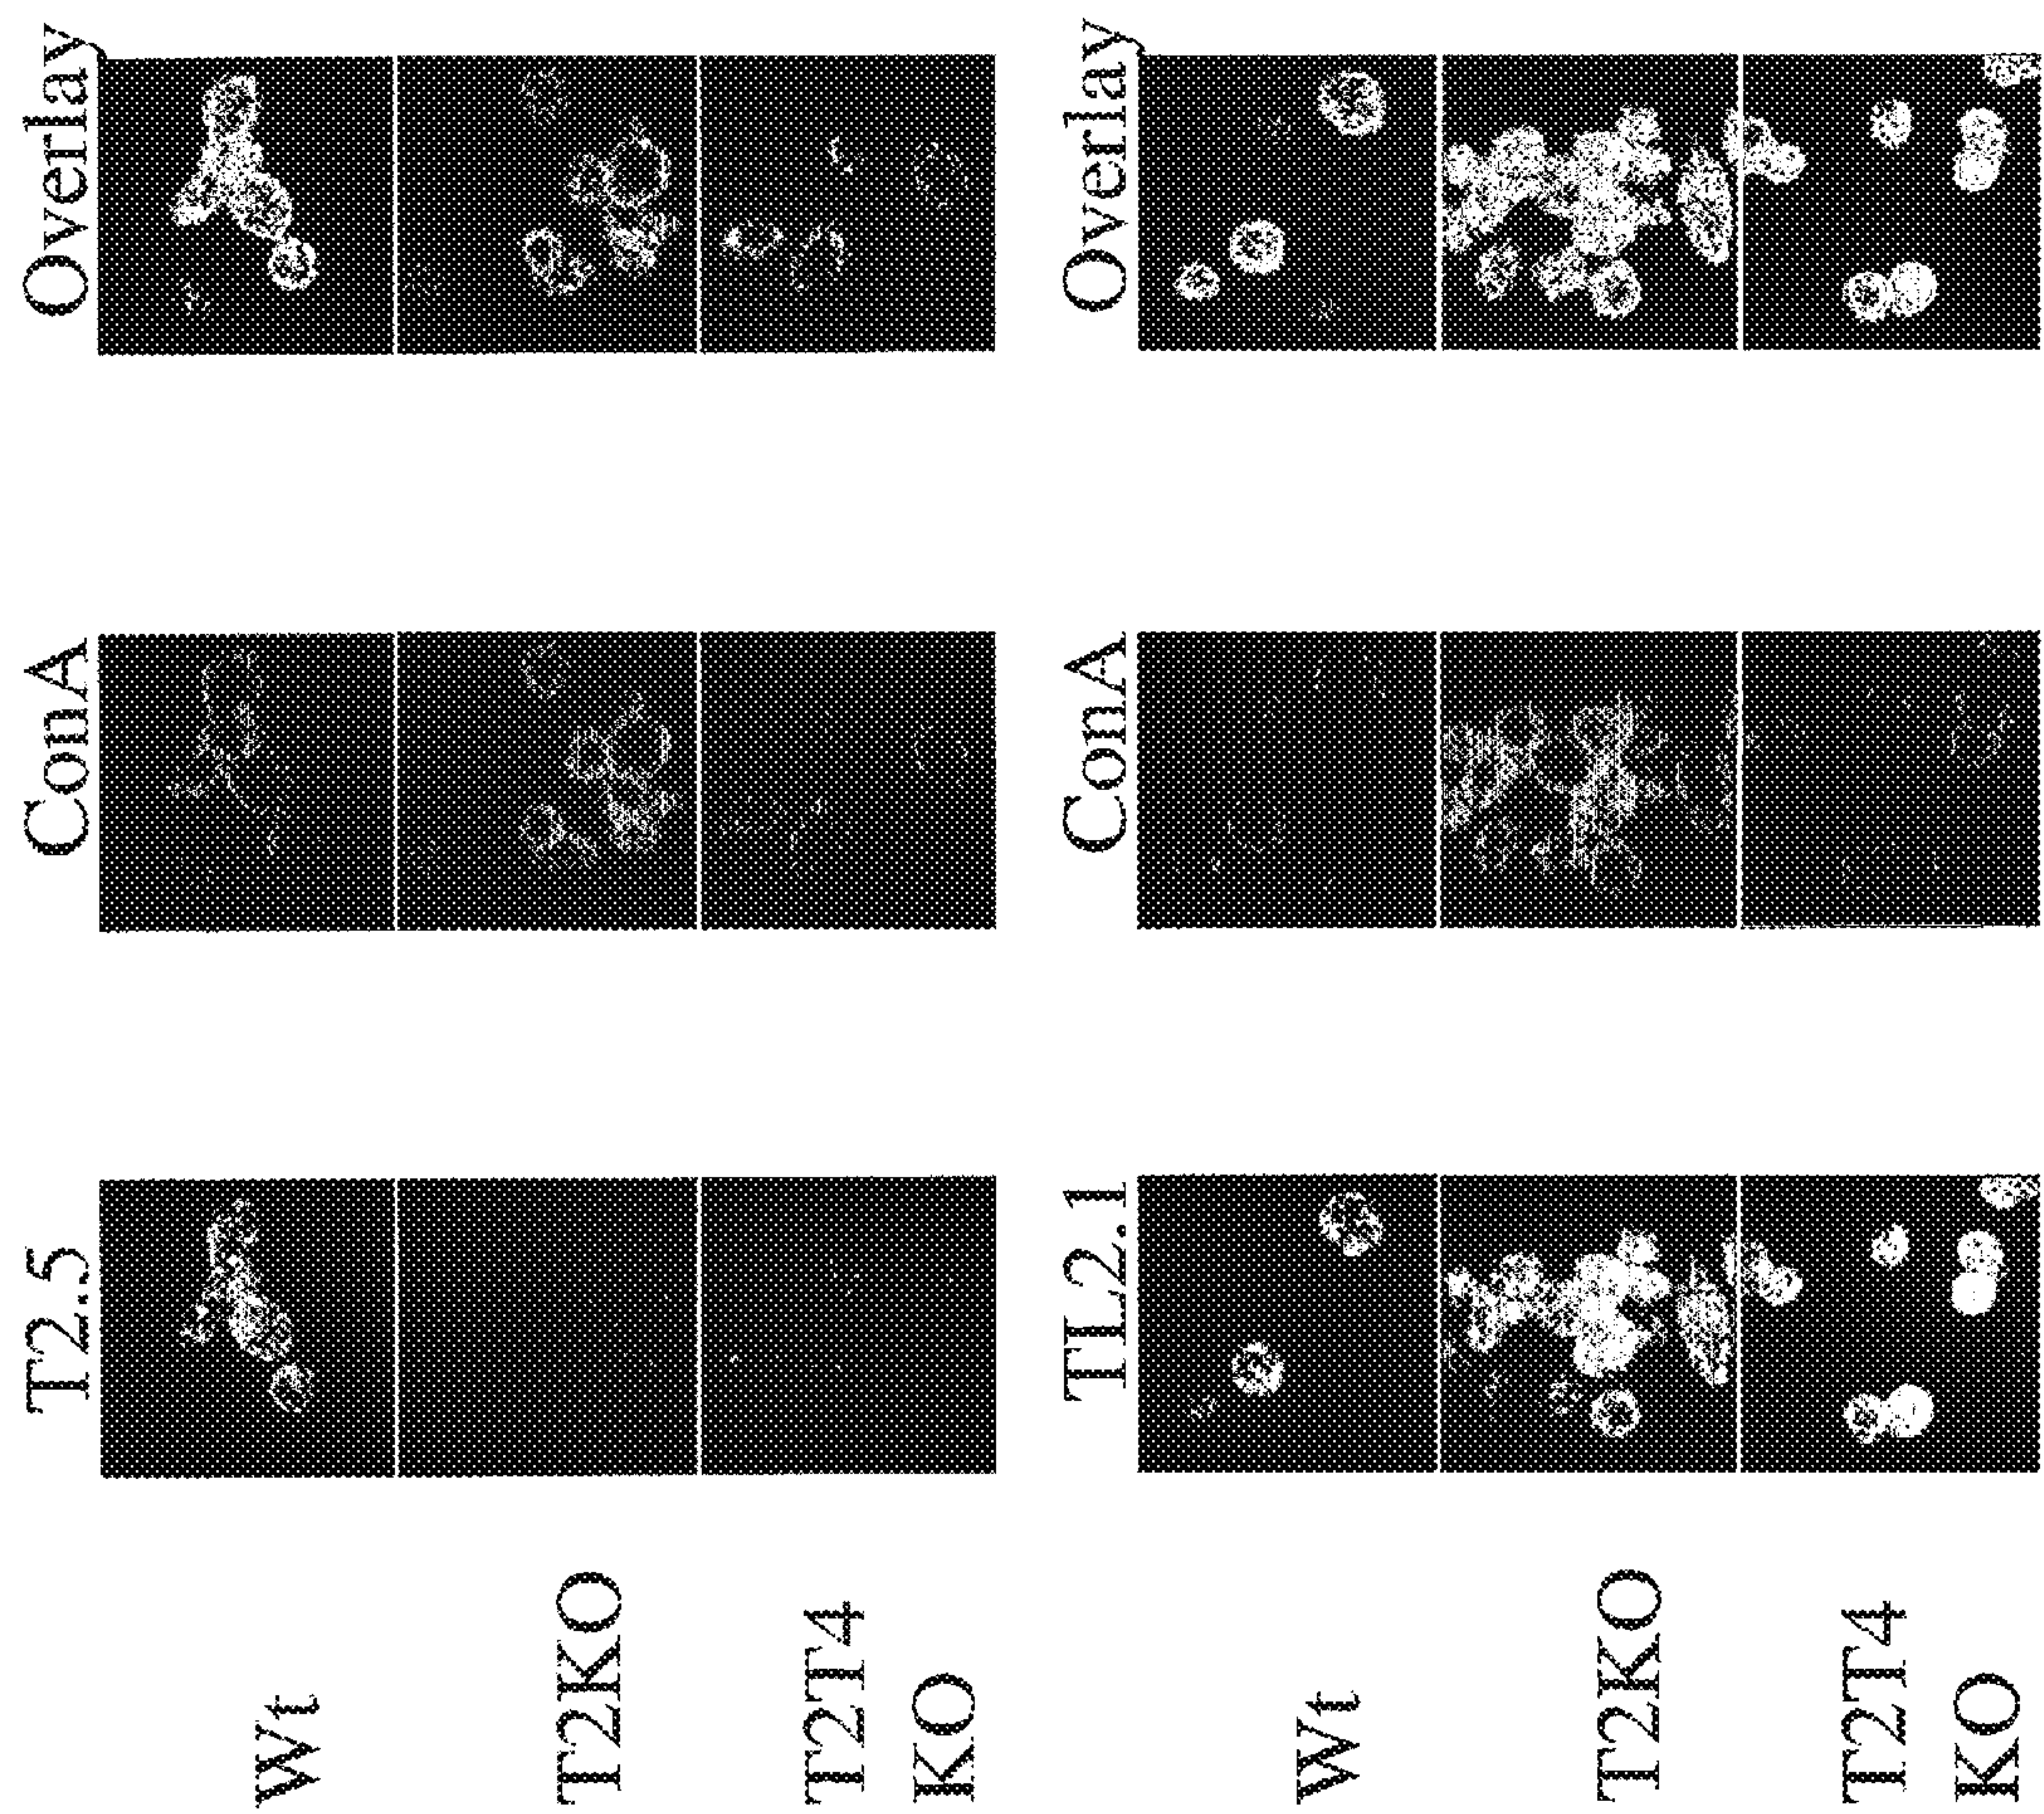 T2.5 ConA Overlay
Wt
T2KO
T2T4
KO
TL2.1 ConA Overlay
Wt
T2KO
T2T4
KO